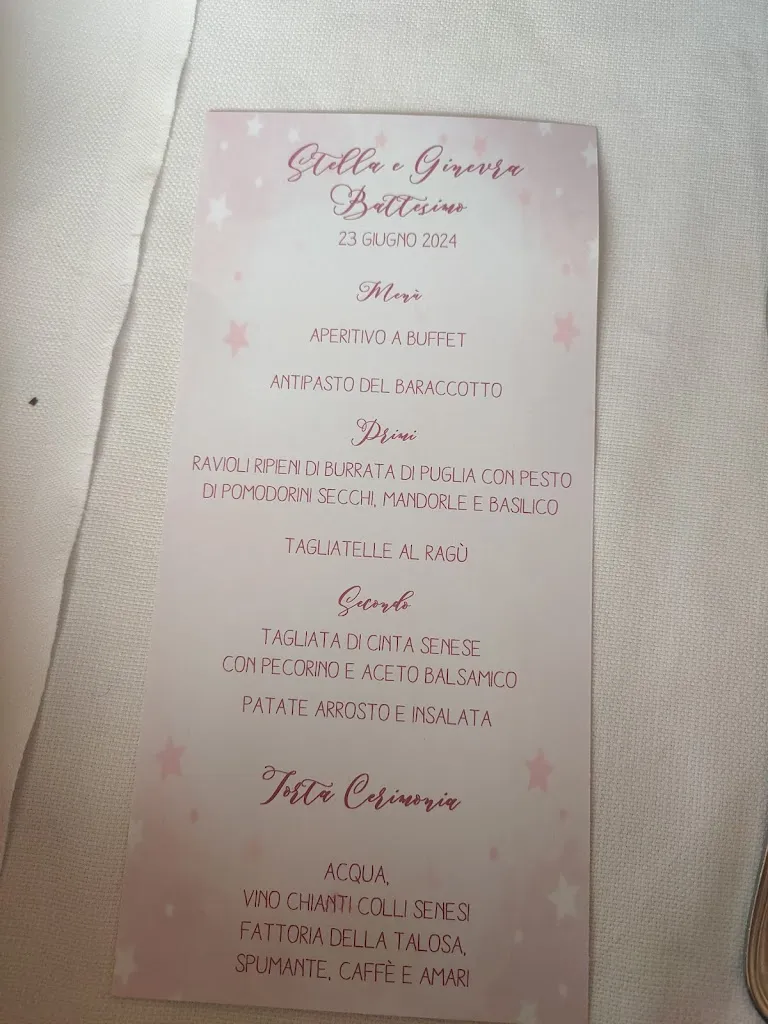 Stella e Ginevra
Battesimo
23 GIUGNO 2024
Menù
APERITIVO A BUFFET
ANTIPASTO DEL BARACCOTTO
Primi
RAVIOLI RIPIENI DI BURRATA DI PUGLIA CON PESTO
DI POMODORINI SECCHI, MANDORLE E BASILICO
TAGLIATELLE AL RAGÙ
Secondo
TAGLIATA DI CINTA SENESE
CON PECORINO E ACETO BALSAMICO
PATATE ARROSTO E INSALATA
Torta Cerimonia
ACQUA,
VINO CHIANTI COLLI SENESI
FATTORIA DELLA TALOSA,
SPUMANTE, CAFFÈ E AMARI